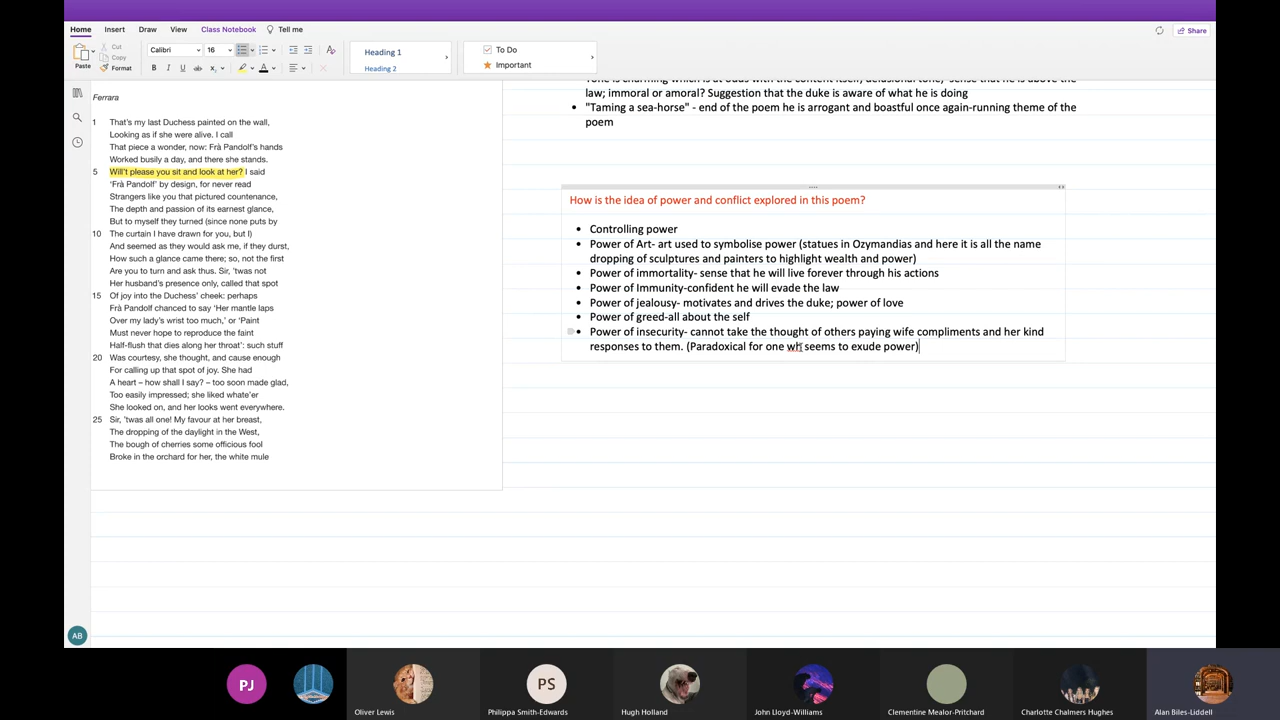 Home Insert Draw View Class Notebook Tell me
Share
Paste
Cut
Copy
Format
Calibri 16
B I U ab x A
Heading 1
Heading 2
To Do
Important
Ferrara
1 That's my last Duchess painted on the wall,
Looking as if she were alive. I call
That piece a wonder, now: Frà Pandolf's hands
Worked busily a day, and there she stands.
5 Will't please you sit and look at her? I said
'Frà Pandolf' by design, for never read
Strangers like you that pictured countenance,
The depth and passion of its earnest glance,
But to myself they turned (since none puts by
10 The curtain I have drawn for you, but I)
And seemed as they would ask me, if they durst,
How such a glance came there; so, not the first
Are you to turn and ask thus. Sir, 'twas not
Her husband's presence only, called that spot
15 Of joy into the Duchess' cheek: perhaps
Frà Pandolf chanced to say 'Her mantle laps
Over my lady's wrist too much,' or 'Paint
Must never hope to reproduce the faint
Half-flush that dies along her throat': such stuff
20 Was courtesy, she thought, and cause enough
For calling up that spot of joy. She had
A heart – how shall I say? – too soon made glad,
Too easily impressed; she liked whate'er
She looked on, and her looks went everywhere.
25 Sir, 'twas all one! My favour at her breast,
The dropping of the daylight in the West,
The bough of cherries some officious fool
Broke in the orchard for her, the white mule
Tone is charming which is at odds with the content itself; delusional tone, sense that he is above the
law; immoral or amoral? Suggestion that the duke is aware of what he is doing
• "Taming a sea-horse" - end of the poem he is arrogant and boastful once again-running theme of the
poem
How is the idea of power and conflict explored in this poem?
• Controlling power
• Power of Art- art used to symbolise power (statues in Ozymandias and here it is all the name
dropping of sculptures and painters to highlight wealth and power)
• Power of immortality- sense that he will live forever through his actions
• Power of Immunity-confident he will evade the law
• Power of jealousy- motivates and drives the duke; power of love
• Power of greed-all about the self
• Power of insecurity- cannot take the thought of others paying wife compliments and her kind
responses to them. (Paradoxical for one wh seems to exude power)
AB
PJ
Oliver Lewis
PS
Philippa Smith-Edwards
Hugh Holland
John Lloyd-Williams
Clementine Mealor-Pritchard
Charlotte Chalmers Hughes
Alan Biles-Liddell